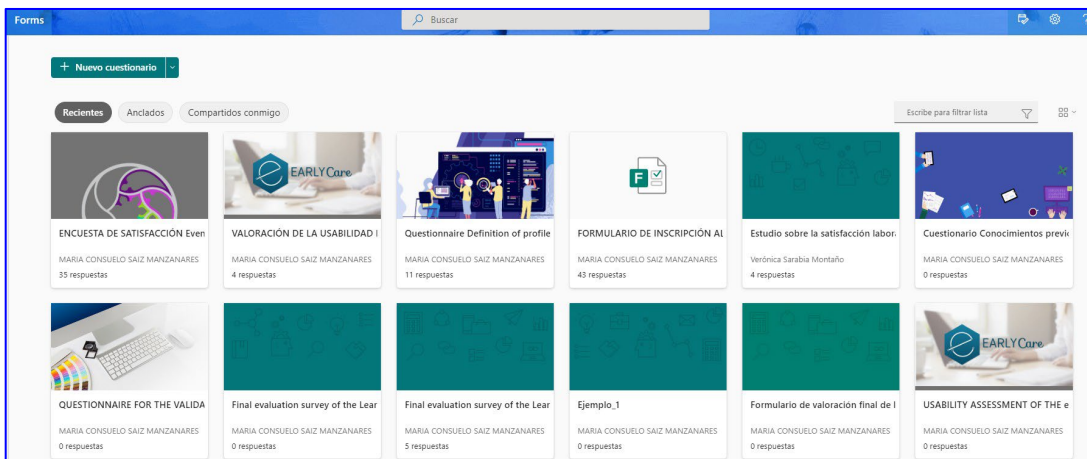 Forms
Buscar
?
+ Nuevo cuestionario
Recientes
Anclados
Compartidos conmigo
Escribe para filtrar lista
EARLYCare
F
ENCUESTA DE SATISFACCIÓN Even
VALORACIÓN DE LA USABILIDAD
Questionnaire Definition of profile
FORMULARIO DE INSCRIPCIÓN AL
Estudio sobre la satisfacción labor
Cuestionario Conocimientos previ
MARIA CONSUELO SAIZ MANZANARES
MARIA CONSUELO SAIZ MANZANARES
MARIA CONSUELO SAIZ MANZANARES
MARIA CONSUELO SAIZ MANZANARES
Verónica Sarabia Montaño
MARIA CONSUELO SAIZ MANZANARES
35 respuestas
4 respuestas
11 respuestas
43 respuestas
4 respuestas
0 respuestas
EARLYCare
QUESTIONNAIRE FOR THE VALIDA
Final evaluation survey of the Lear
Final evaluation survey of the Lear
Ejemplo_1
Formulario de valoración final de l
USABILITY ASSESSMENT OF THE e
MARIA CONSUELO SAIZ MANZANARES
MARIA CONSUELO SAIZ MANZANARES
MARIA CONSUELO SAIZ MANZANARES
MARIA CONSUELO SAIZ MANZANARES
MARIA CONSUELO SAIZ MANZANARES
MARIA CONSUELO SAIZ MANZANARES
0 respuestas
0 respuestas
5 respuestas
0 respuestas
0 respuestas
0 respuestas